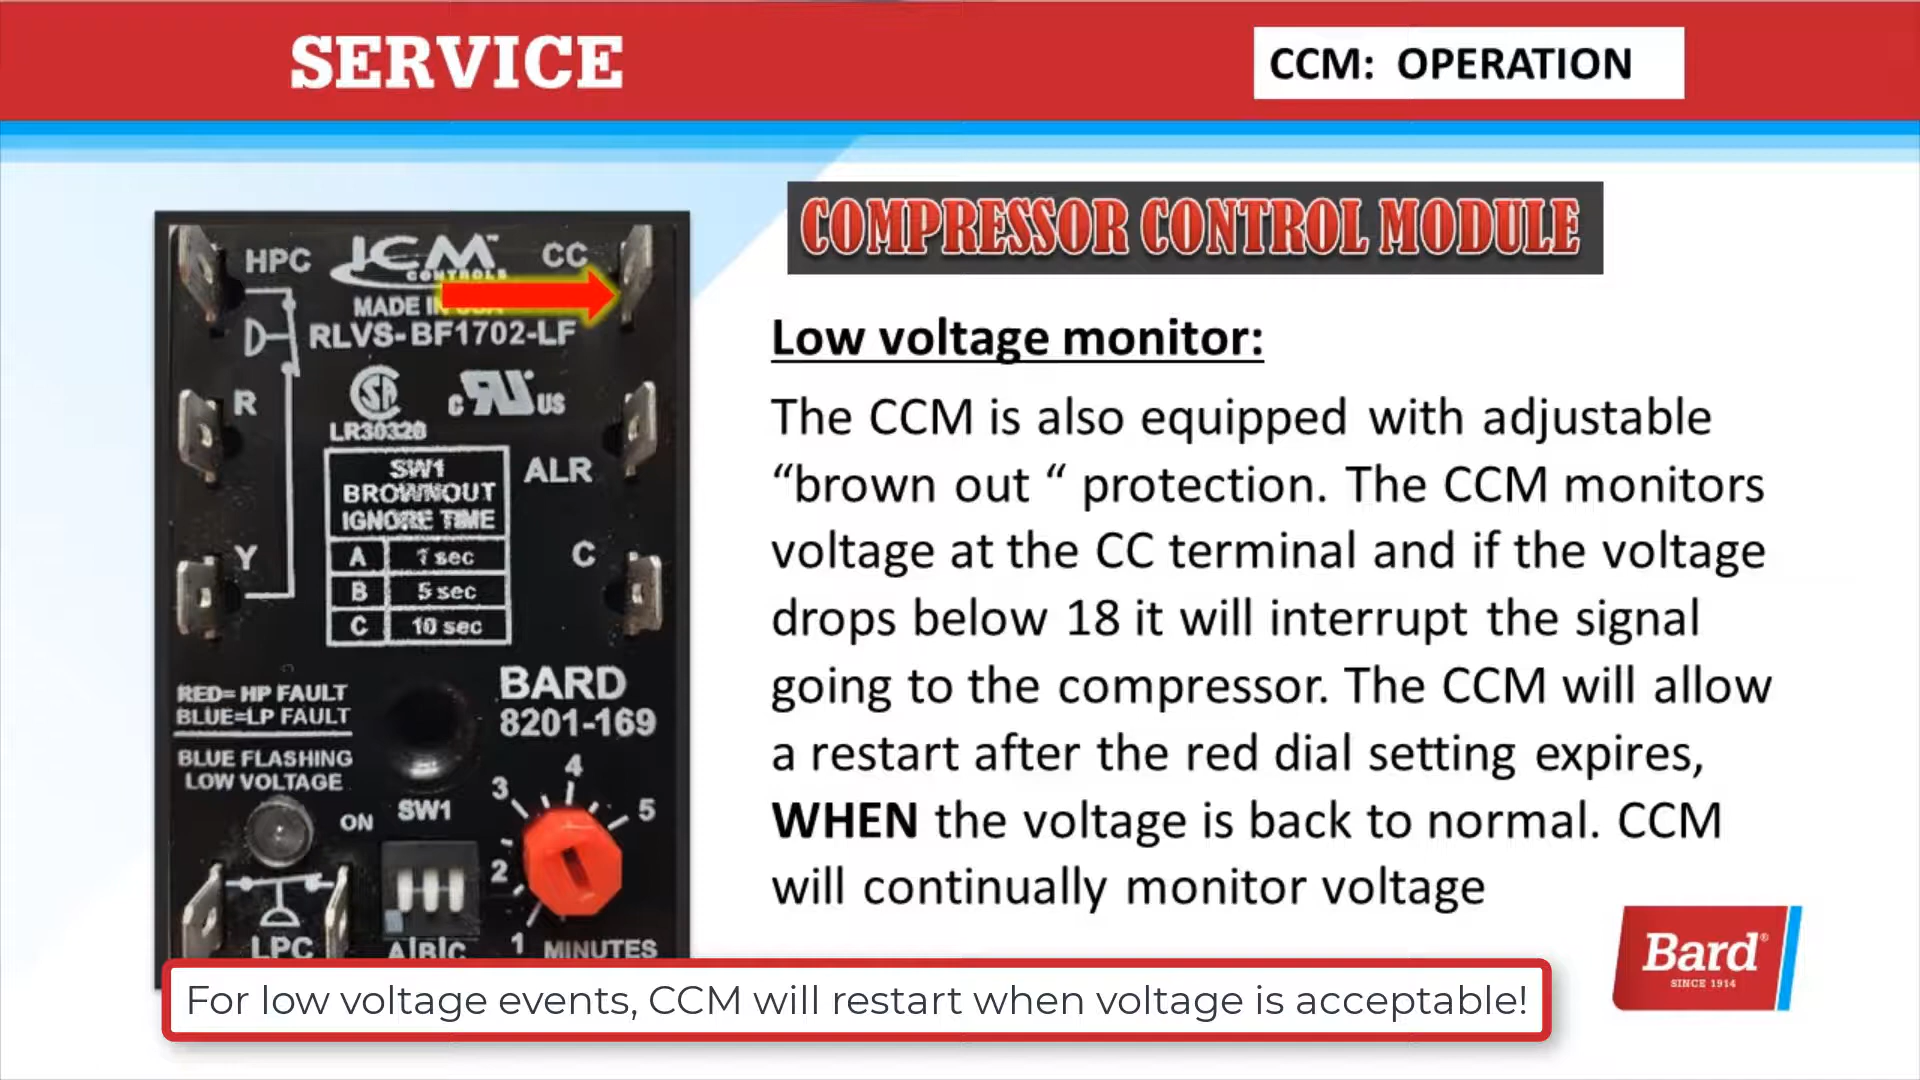 SERVICE
CCM: OPERATION
COMPRESSOR CONTROL MODULE
HPC
ICM™
CONTROLS
CC
MADE IN USA
RLVS-BF1702-LF
R
C US
LR30320
SW1
BROWNOUT
IGNORE TIME
A 1 sec
B 5 sec
C 10 sec
ALR
Y
C
RED= HP FAULT
BLUE=LP FAULT
BLUE FLASHING
LOW VOLTAGE
BARD
8201-169
ON
SW1
LPC
A|B|C
1
2
3
4
5
MINUTES
Low voltage monitor:
The CCM is also equipped with adjustable
“brown out “ protection. The CCM monitors
voltage at the CC terminal and if the voltage
drops below 18 it will interrupt the signal
going to the compressor. The CCM will allow
a restart after the red dial setting expires,
WHEN the voltage is back to normal. CCM
will continually monitor voltage
Bard®
SINCE 1914
For low voltage events, CCM will restart when voltage is acceptable!